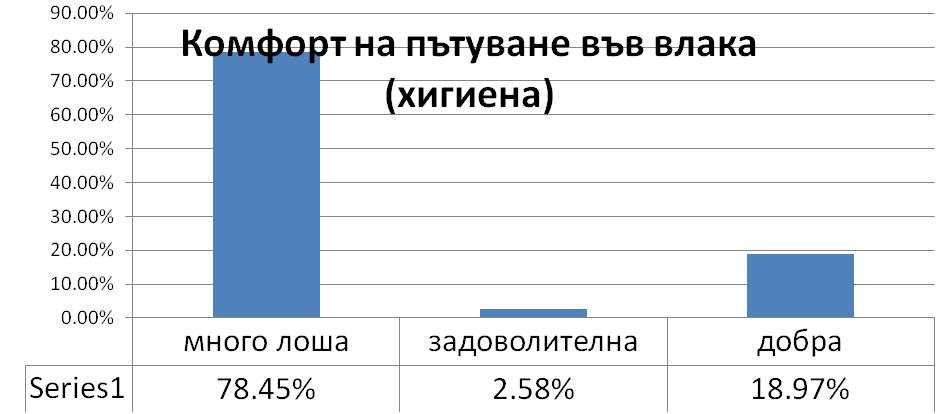 Комфорт на пътуване във влака
(хигиена)
90.00%
80.00%
70.00%
60.00%
50.00%
40.00%
30.00%
20.00%
10.00%
0.00%
много лоша задоволителна добра
Series1 78.45% 2.58% 18.97%